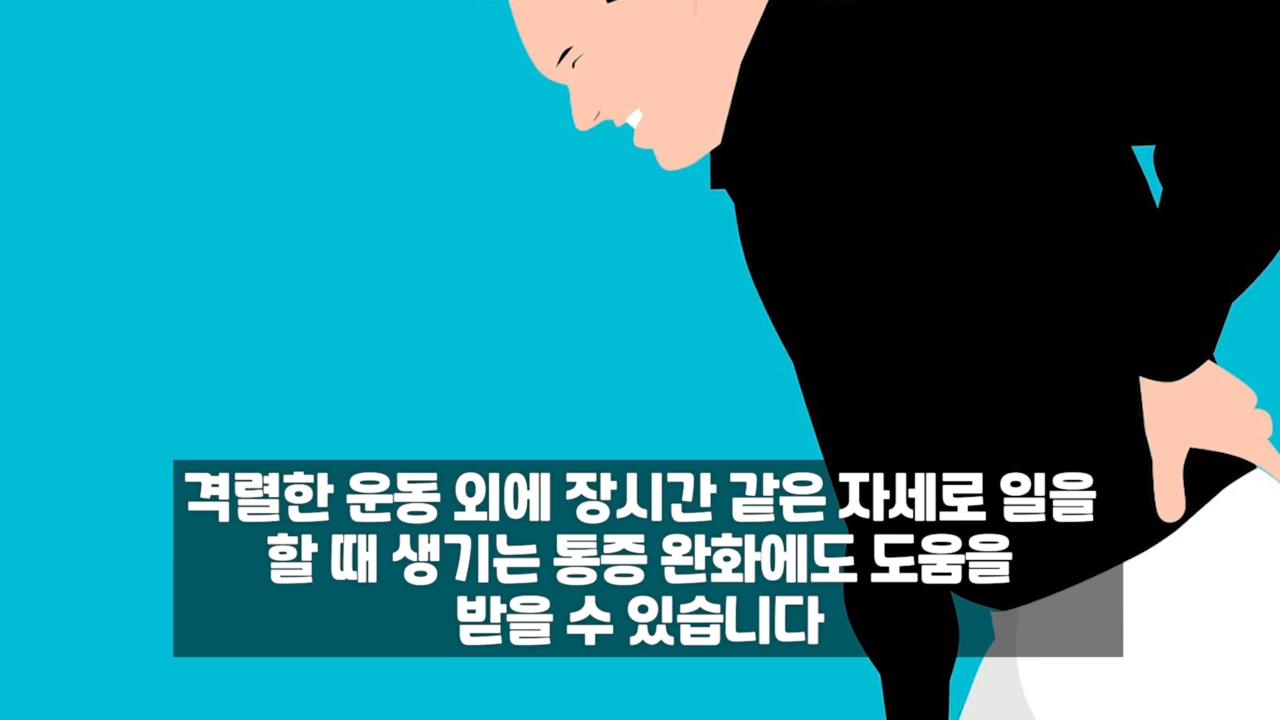 격렬한 운동 외에 장시간 같은 자세로 일을
할 때 생기는 통증 완화에도 도움을
받을 수 있습니다